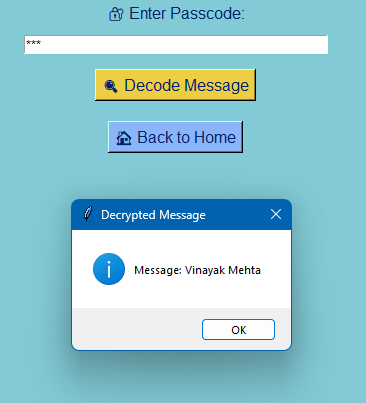 Enter Passcode:
***
Decode Message
Back to Home
Decrypted Message
Message: Vinayak Mehta
OK